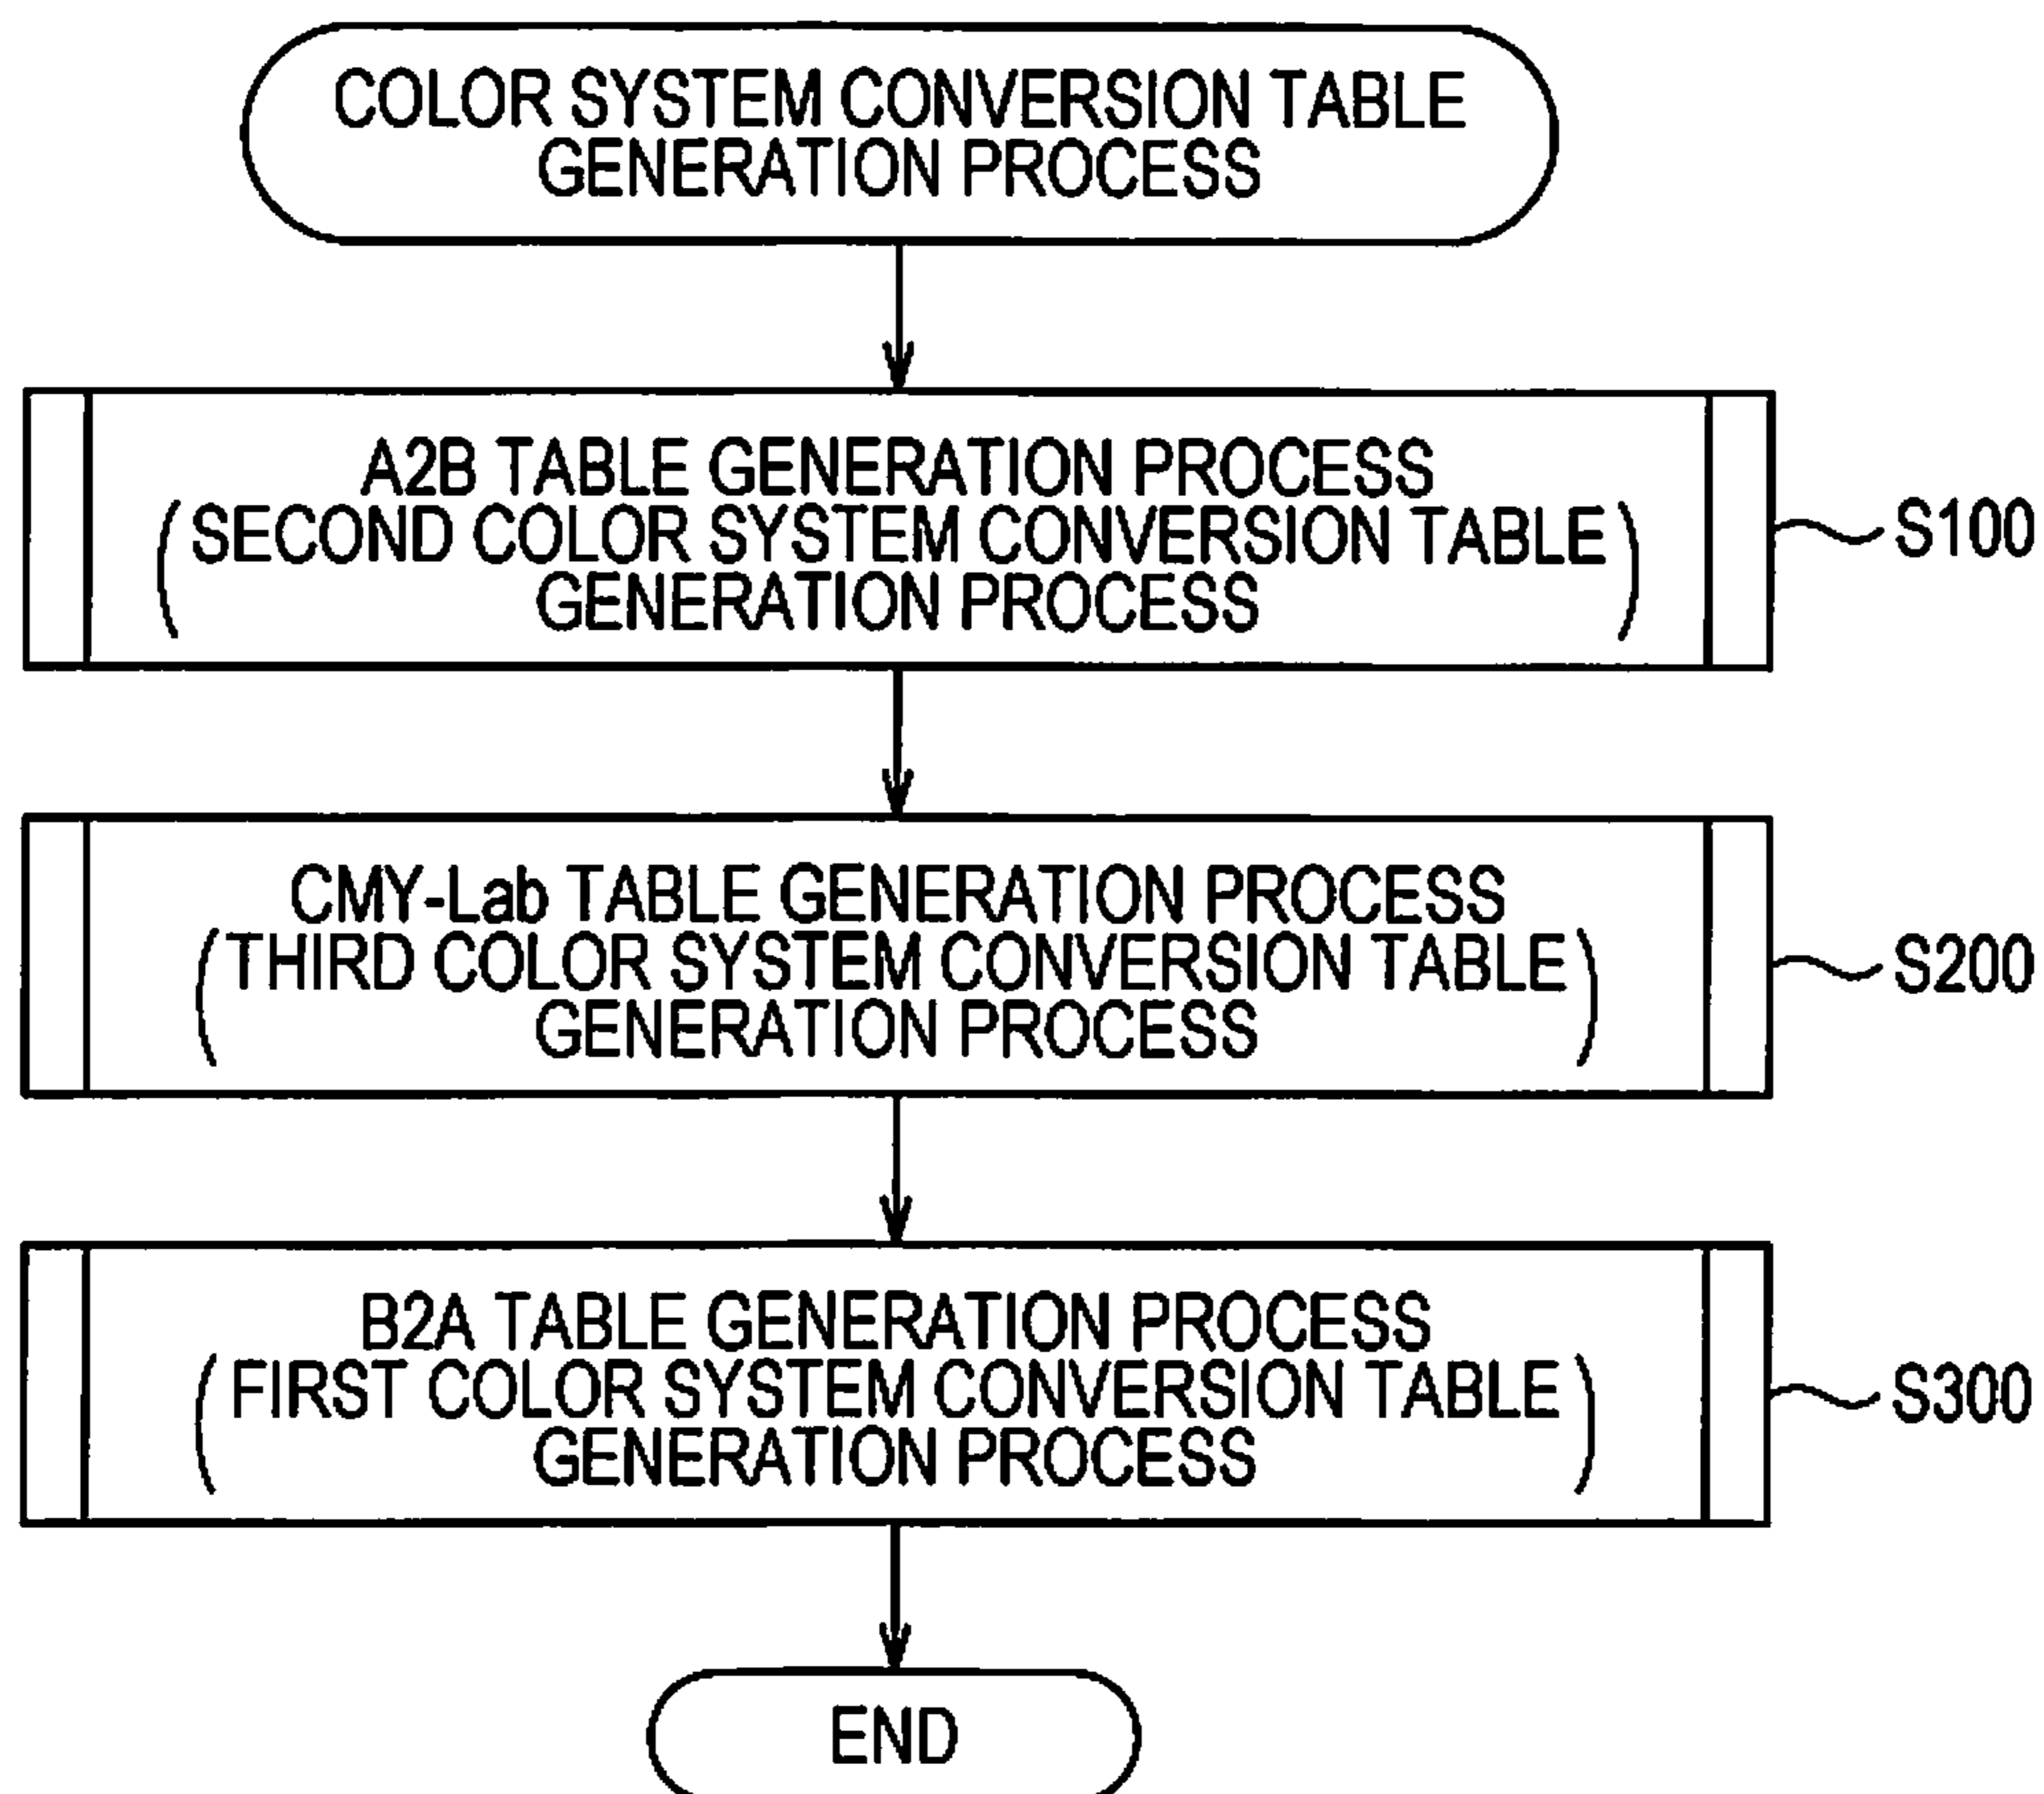 COLOR SYSTEM CONVERSION TABLE
GENERATION PROCESS
A2B TABLE GENERATION PROCESS
(SECOND COLOR SYSTEM CONVERSION TABLE
GENERATION PROCESS)
S100
CMY-Lab TABLE GENERATION PROCESS
(THIRD COLOR SYSTEM CONVERSION TABLE
GENERATION PROCESS)
S200
B2A TABLE GENERATION PROCESS
(FIRST COLOR SYSTEM CONVERSION TABLE
GENERATION PROCESS)
S300
END